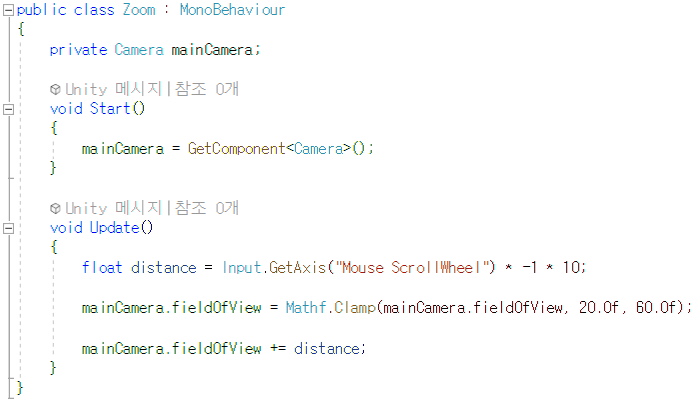 public class Zoom : MonoBehaviour
{
private Camera mainCamera;
Unity 메시지|참조 0개
void Start()
{
mainCamera = GetComponent<Camera>();
}
Unity 메시지|참조 0개
void Update()
{
float distance = Input.GetAxis("Mouse ScrollWheel") * -1 * 10;
mainCamera.fieldOfView = Mathf.Clamp(mainCamera.fieldOfView, 20.0f, 60.0f);
mainCamera.fieldOfView += distance;
}
}